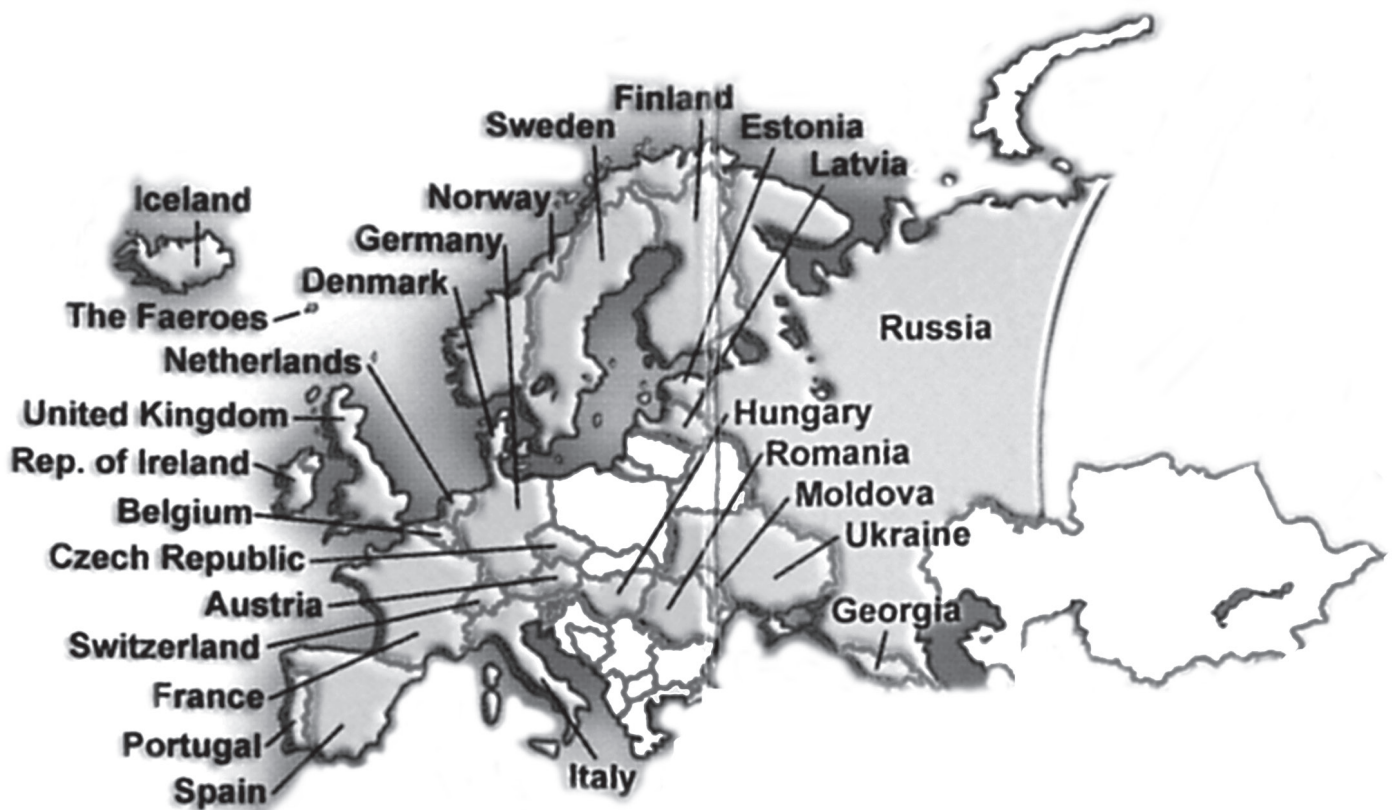 Finland
Sweden
Estonia
Latvia
Iceland
Norway
Germany
Denmark
The Faeroes
Russia
Netherlands
United Kingdom
Hungary
Romania
Rep. of Ireland
Moldova
Belgium
Ukraine
Czech Republic
Austria
Georgia
Switzerland
France
Portugal
Italy
Spain